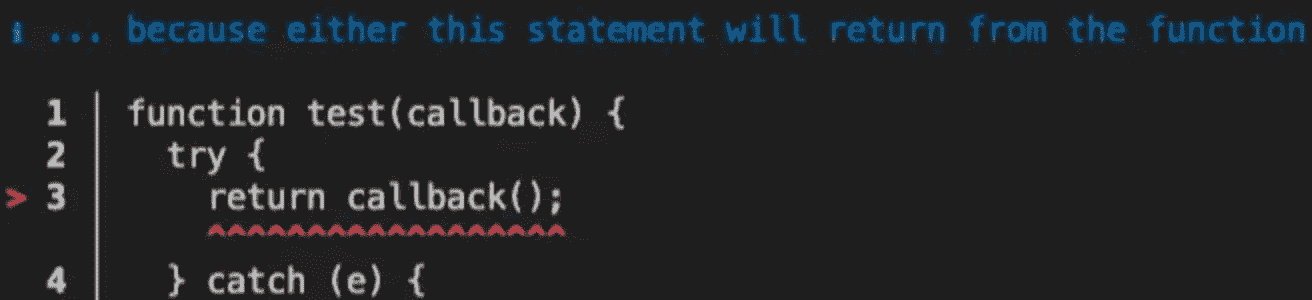 i ... because either this statement will return from the function
1 │ function test(callback) {
2 │   try {
> 3 │     return callback();
    │     ^^^^^^^^^^^^^^^^^^
4 │   } catch (e) {